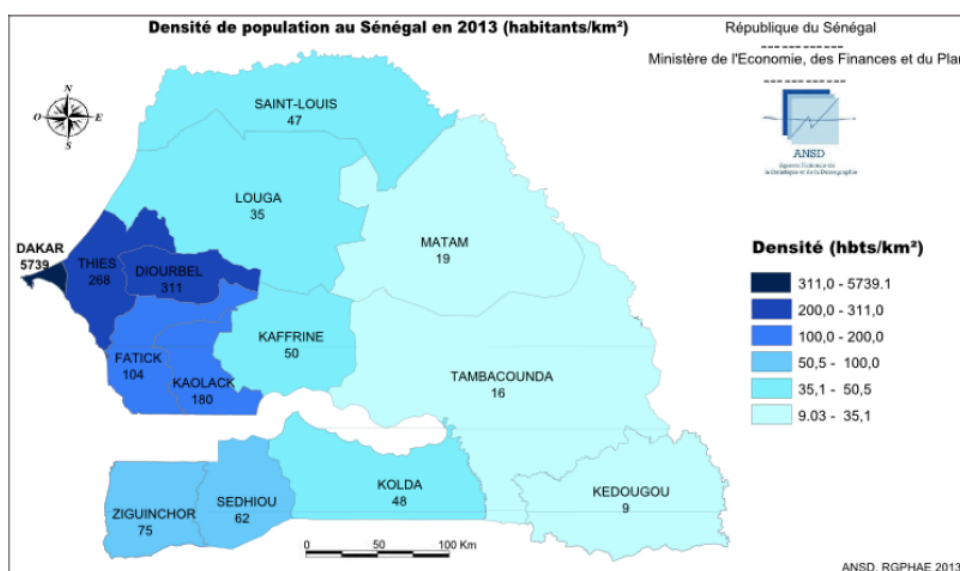 Densité de population au Sénégal en 2013 (habitants/km²)
République du Sénégal
Ministère de l'Economie, des Finances et du Plan
N
O
E
S
ANSD
SAINT-LOUIS
47
LOUGA
35
MATAM
19
DAKAR
5739
THIES
268
DIOURBEL
311
KAFFRINE
50
FATICK
104
KAOLACK
180
TAMBACOUNDA
16
ZIGUINCHOR
75
SEDHIOU
62
KOLDA
48
KEDOUGOU
9
Densité (hbts/km²)
311,0 - 5739.1
200,0 - 311,0
100,0 - 200,0
50,5 - 100,0
35,1 - 50,5
9.03 - 35,1
0 50 100 Km
ANSD, RGPHAE 2013